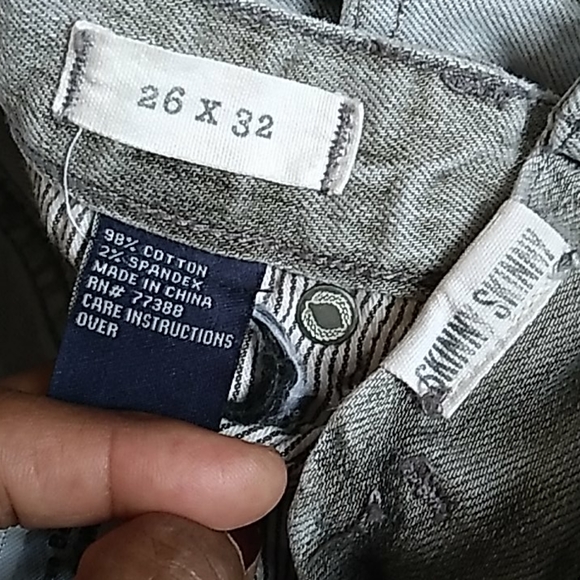 26 X 32
98% COTTON
2% SPANDEX
MADE IN CHINA
RN# 77388
CARE INSTRUCTIONS
OVER
SKINNY SKINNY